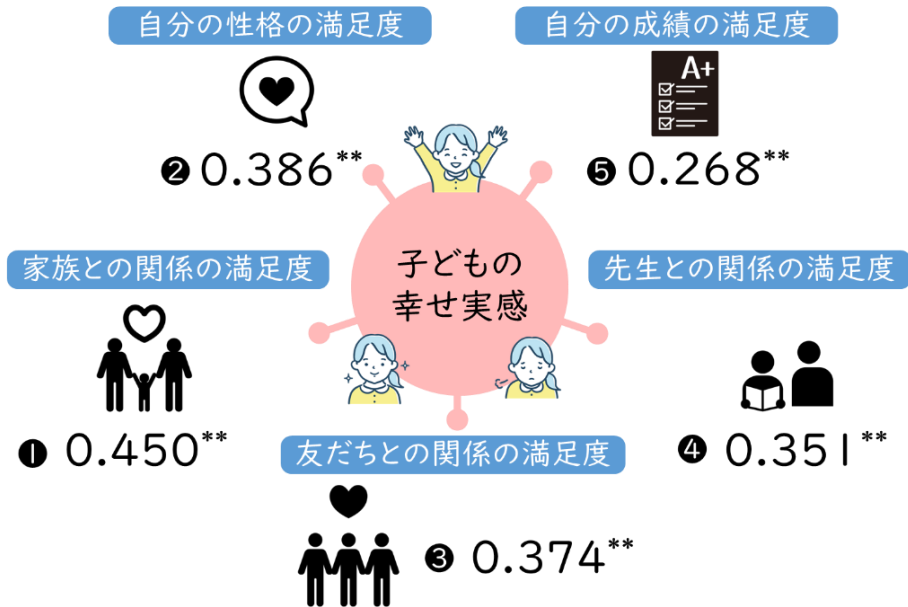 自分の性格の満足度
自分の成績の満足度
A+
❷ 0.386**
❺ 0.268**
子どもの
幸せ実感
家族との関係の満足度
先生との関係の満足度
❶ 0.450**
❹ 0.351**
友だちとの関係の満足度
❸ 0.374**